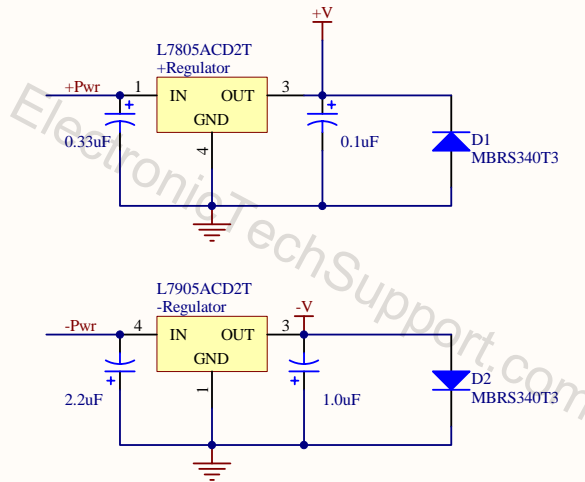 +V
L7805ACD2T
+Regulator
+Pwr
1
IN
OUT
3
GND
4
+
0.33uF
+
0.1uF
D1
MBRS340T3
ElectronicTechSupport.com
L7905ACD2T
-Regulator
-V
-Pwr
4
IN
OUT
3
GND
1
+
2.2uF
+
1.0uF
D2
MBRS340T3